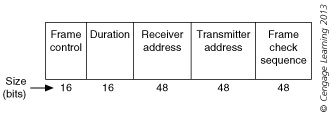 Frame control
Duration
Receiver address
Transmitter address
Frame check sequence
Size (bits)
16 16 48 48 48
© Cengage Learning 2013